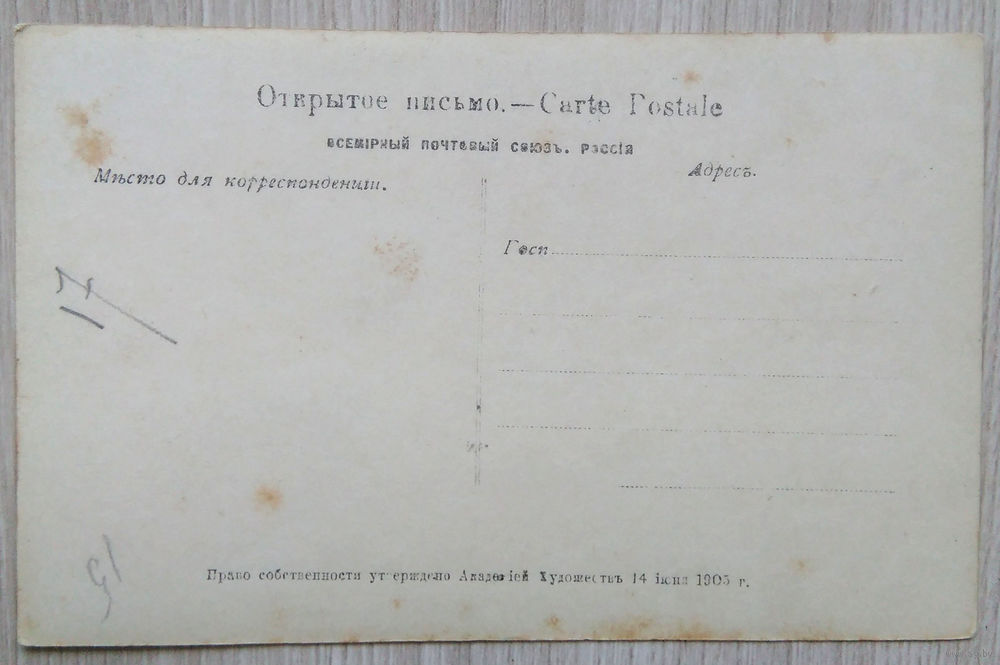 Открытое письмо.—Carte Postale
ВСЕМІРНЫЙ ПОЧТОВЫЙ СОЮЗЪ. РОССІЯ
Мѣсто для корреспонденціи.
Адресъ.
Госп
17
Право собственности утверждено Академіей Художествъ 14 іюня 1905 г.